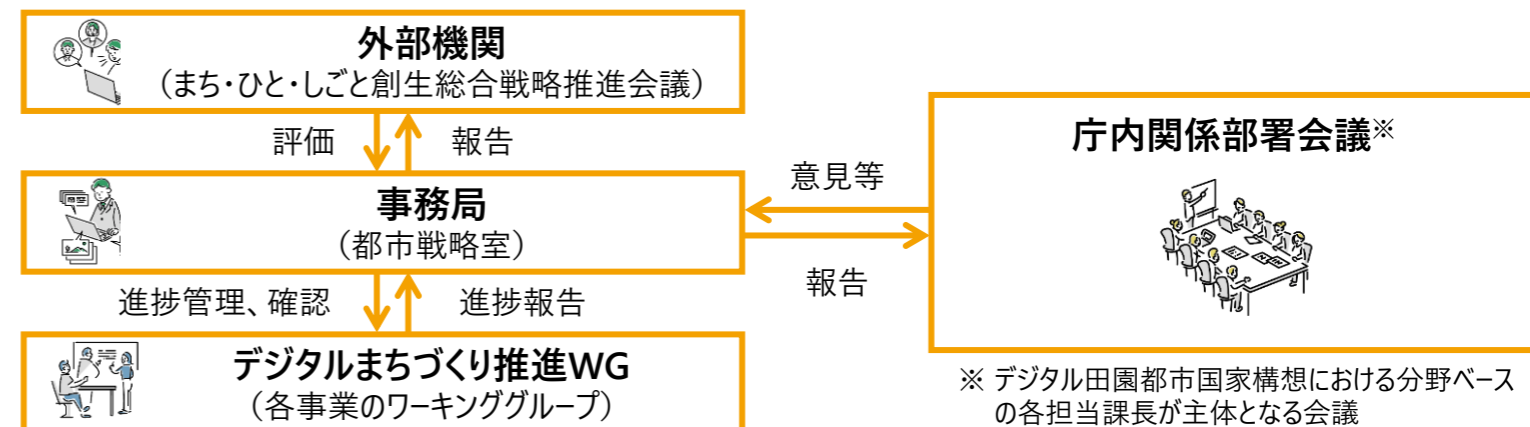 外部機関
（まち・ひと・しごと創生総合戦略推進会議）
評価
報告
事務局
（都市戦略室）
進捗管理、確認
進捗報告
デジタルまちづくり推進WG
（各事業のワーキンググループ）
意見等
報告
庁内関係部署会議※
※ デジタル田園都市国家構想における分野ベース
の各担当課長が主体となる会議